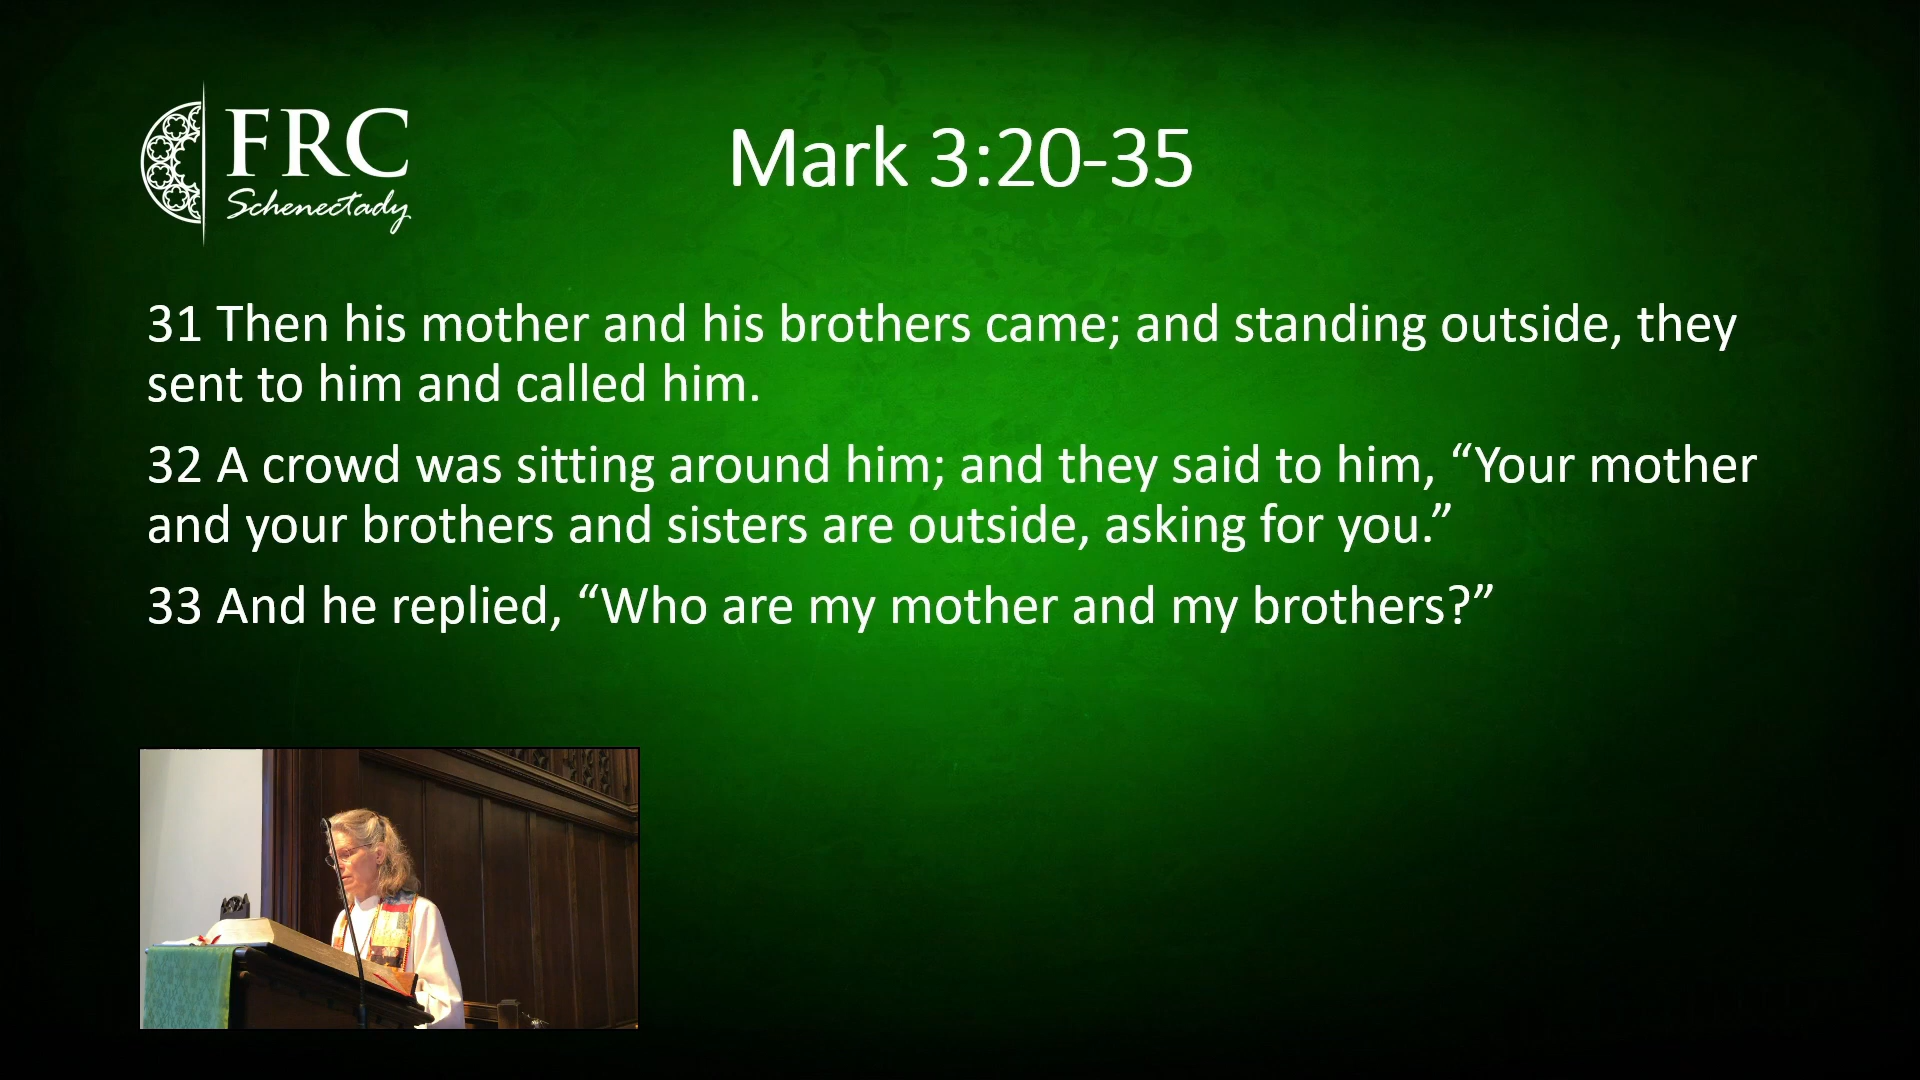 FRC
Schenectady
Mark 3:20-35
31 Then his mother and his brothers came; and standing outside, they
sent to him and called him.
32 A crowd was sitting around him; and they said to him, “Your mother
and your brothers and sisters are outside, asking for you.”
33 And he replied, “Who are my mother and my brothers?”